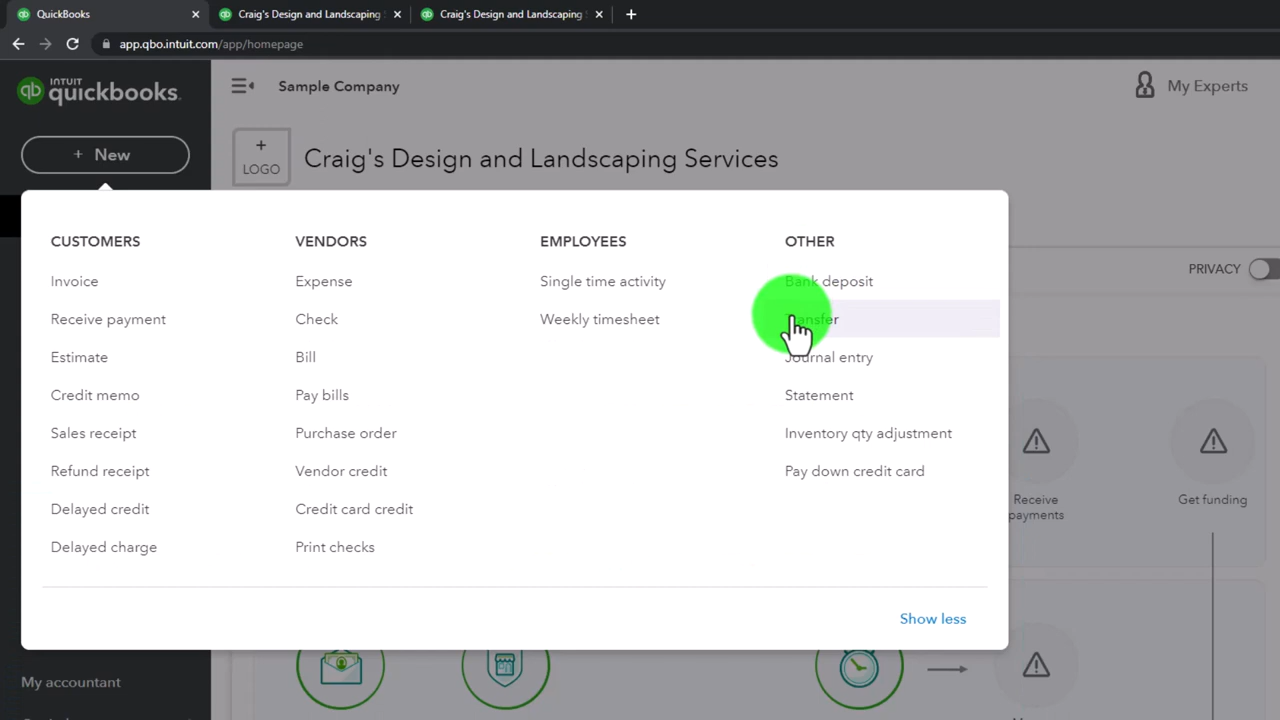 QuickBooks
Craig's Design and Landscaping
Craig's Design and Landscaping
app.qbo.intuit.com/app/homepage
INTUIT
quickbooks.
Sample Company
My Experts
+ New
+
LOGO
Craig's Design and Landscaping Services
PRIVACY
CUSTOMERS
Invoice
Receive payment
Estimate
Credit memo
Sales receipt
Refund receipt
Delayed credit
Delayed charge
VENDORS
Expense
Check
Bill
Pay bills
Purchase order
Vendor credit
Credit card credit
Print checks
EMPLOYEES
Single time activity
Weekly timesheet
OTHER
Bank deposit
Transfer
Journal entry
Statement
Inventory qty adjustment
Pay down credit card
Show less
Receive
payments
Get funding
My accountant